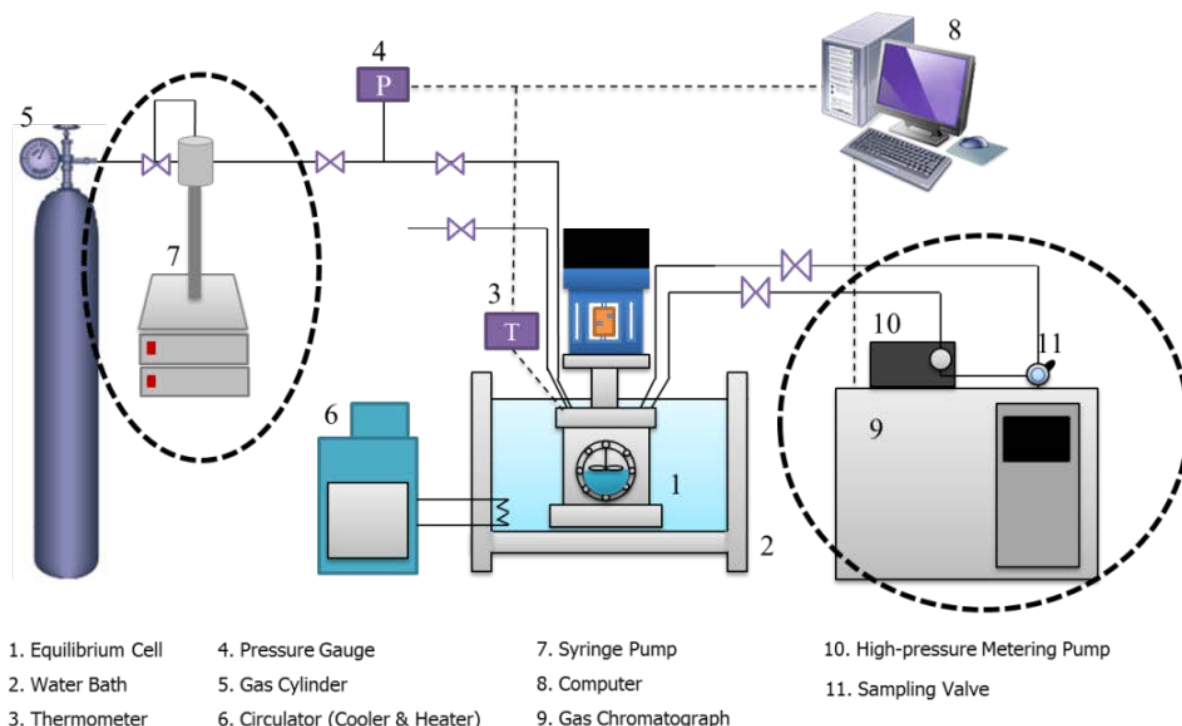 8
4
P
5
7
3
T
10
11
6
9
1
2
1. Equilibrium Cell
4. Pressure Gauge
7. Syringe Pump
10. High-pressure Metering Pump
2. Water Bath
5. Gas Cylinder
8. Computer
11. Sampling Valve
3. Thermometer
6. Circulator (Cooler & Heater)
9. Gas Chromatograph